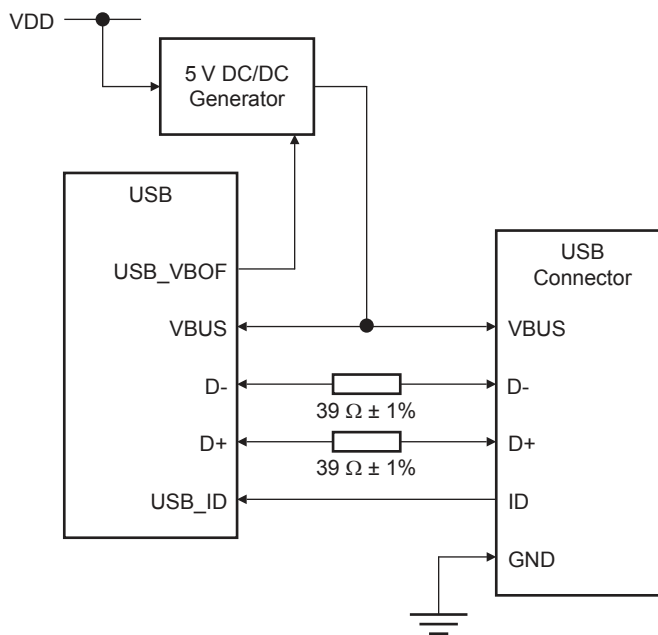 VDD
5 V DC/DC
Generator
USB
USB_VBOF
VBUS
D-
D+
USB_ID
39 Ω ± 1%
39 Ω ± 1%
USB
Connector
VBUS
D-
D+
ID
GND